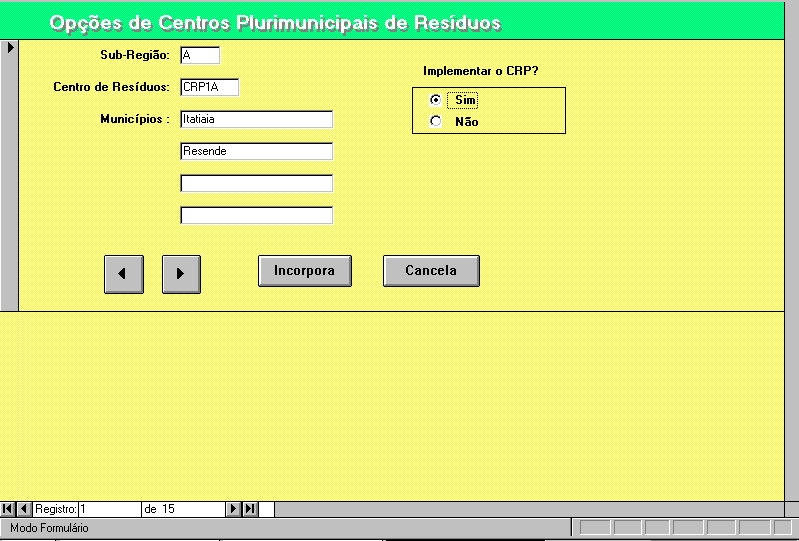 Opções de Centros Plurimunicipais de Resíduos
Sub-Região: A
Centro de Resíduos: CRP1A
Municípios : Itatiaia
Resende
Implementar o CRP?
Sim
Não
Incorpora Cancela
Registro: 1 de 15
Modo Formulário